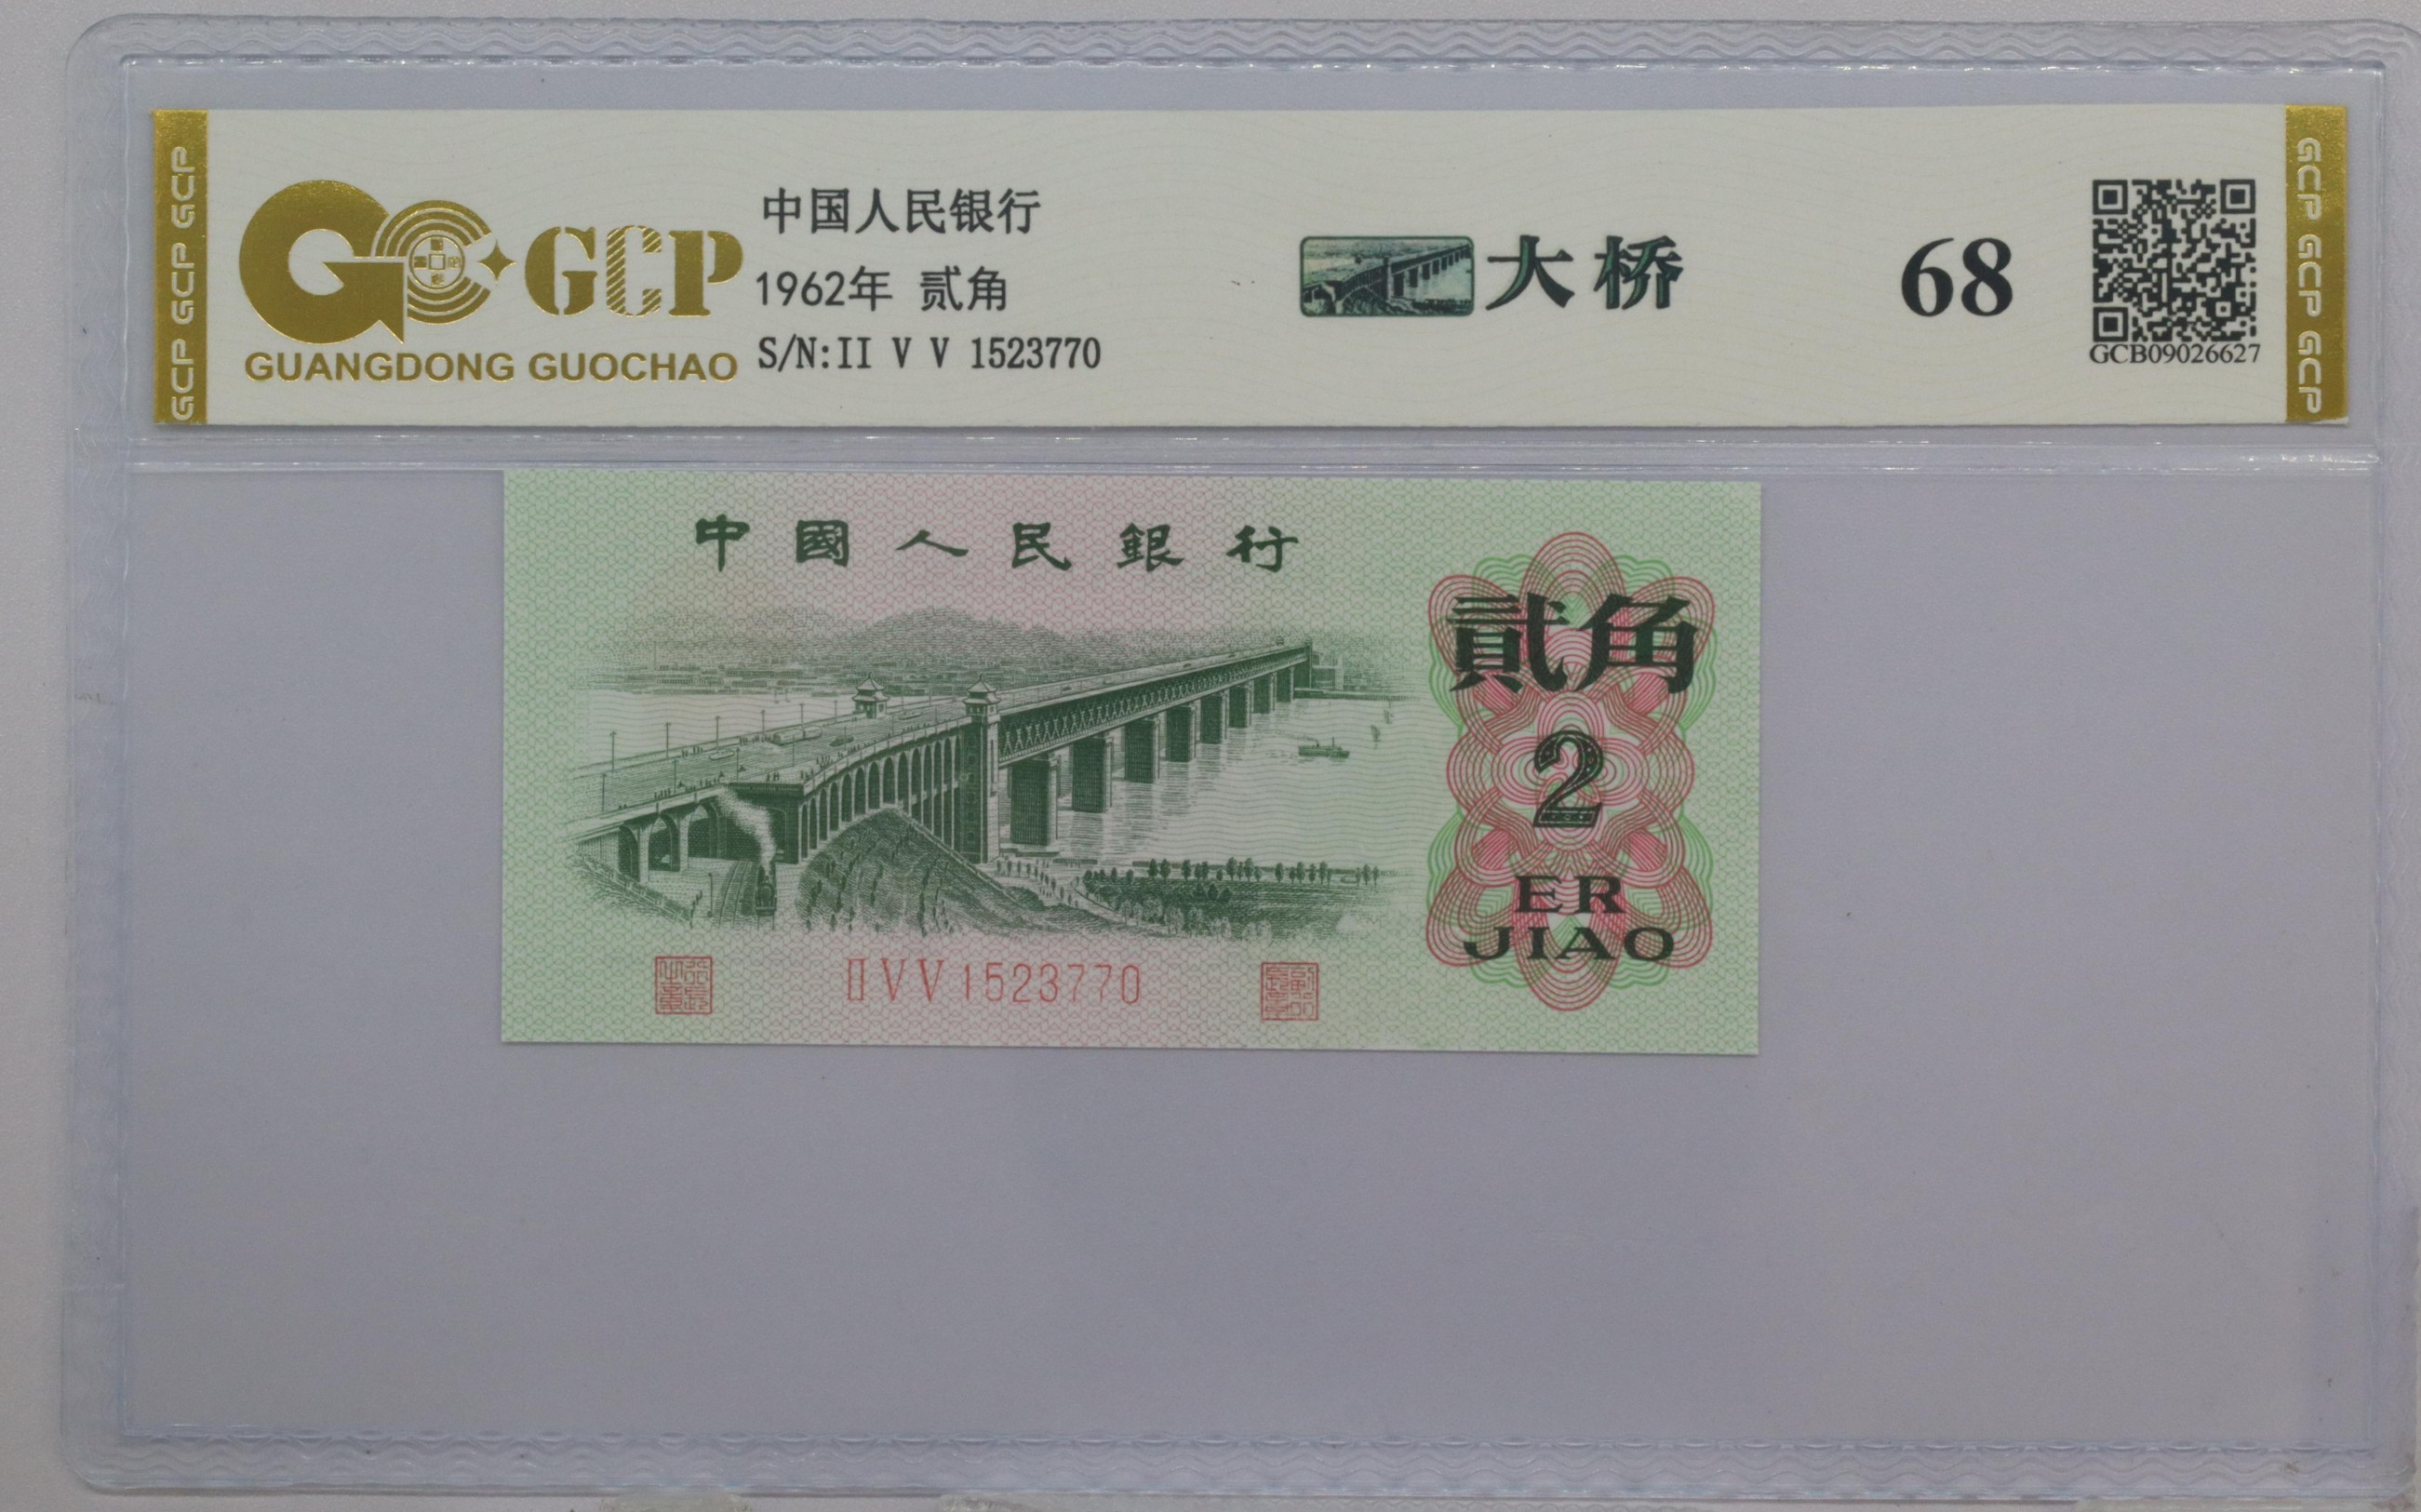 GCP GCP GCP
GCP
GUANGDONG GUOCHAO
中国人民银行
1962年 贰角
S/N:II V V 1523770
大桥
68
GCB09026627
GCP GCP GCP
中國人民銀行
貳角
2
ER
JIAO
II V V 1523770